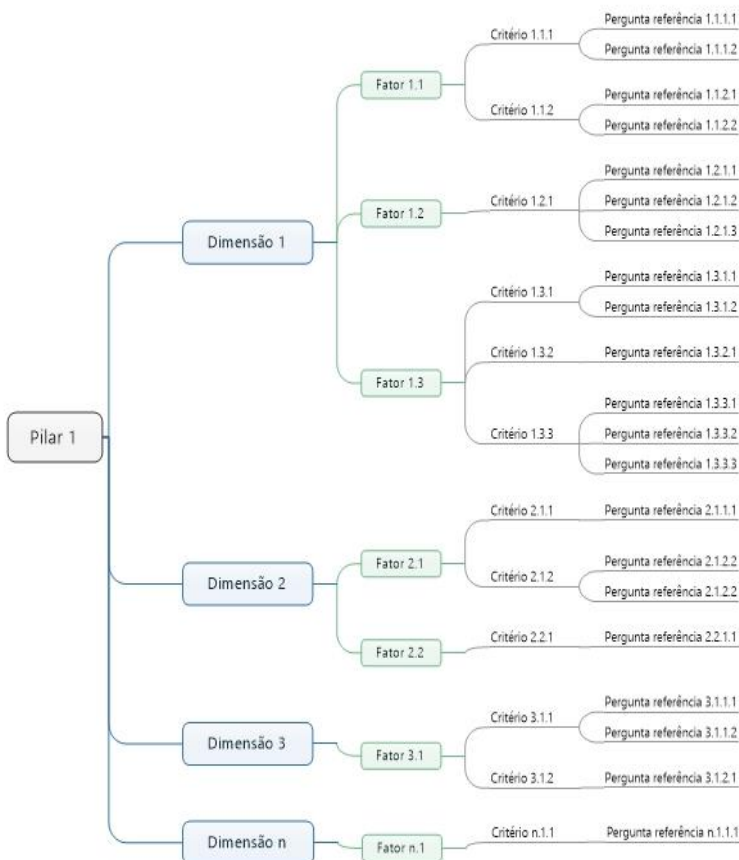 Pilar 1
Dimensão 1
Fator 1.1
Critério 1.1.1
Pergunta referência 1.1.1.1
Pergunta referência 1.1.1.2
Critério 1.1.2
Pergunta referência 1.1.2.1
Pergunta referência 1.1.2.2
Fator 1.2
Critério 1.2.1
Pergunta referência 1.2.1.1
Pergunta referência 1.2.1.2
Pergunta referência 1.2.1.3
Fator 1.3
Critério 1.3.1
Pergunta referência 1.3.1.1
Pergunta referência 1.3.1.2
Critério 1.3.2
Pergunta referência 1.3.2.1
Critério 1.3.3
Pergunta referência 1.3.3.1
Pergunta referência 1.3.3.2
Pergunta referência 1.3.3.3
Dimensão 2
Fator 2.1
Critério 2.1.1
Pergunta referência 2.1.1.1
Critério 2.1.2
Pergunta referência 2.1.2.2
Pergunta referência 2.1.2.2
Fator 2.2
Critério 2.2.1
Pergunta referência 2.2.1.1
Dimensão 3
Fator 3.1
Critério 3.1.1
Pergunta referência 3.1.1.1
Pergunta referência 3.1.1.2
Critério 3.1.2
Pergunta referência 3.1.2.1
Dimensão n
Fator n.1
Critério n.1.1
Pergunta referência n.1.1.1